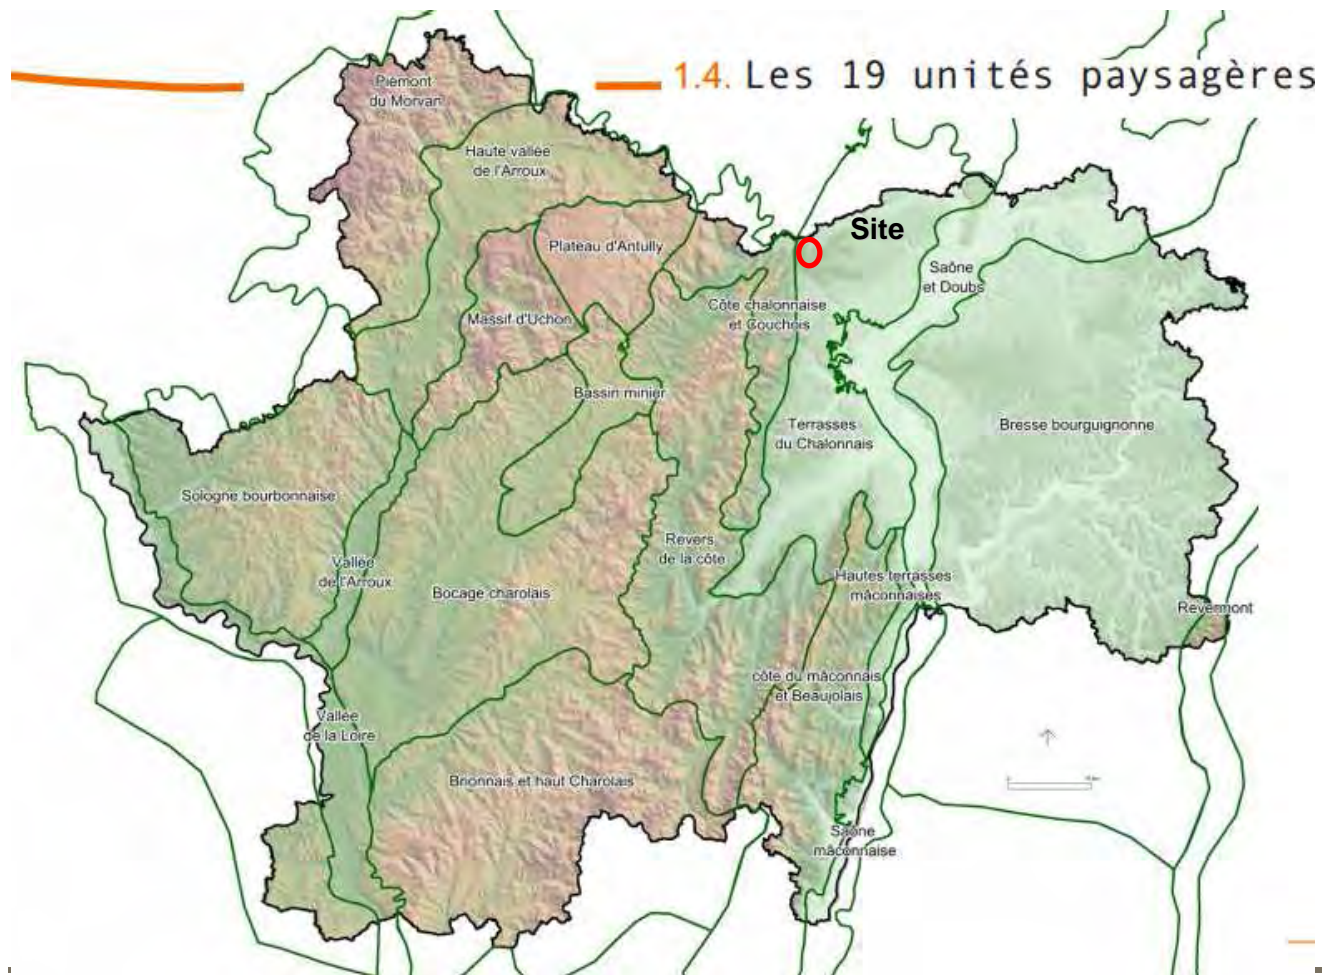 1.4. Les 19 unités paysagères
Piémont
du Morvan
Haute vallée
de l'Arroux
Site
Plateau d'Antully
Saône
et Doubs
Côte chalonnaise
et Couchois
Massif d'Uchon
Bassin minier
Terrasses
du Chalonnais
Bresse bourguignonne
Sologne bourbonnaise
Revers
de la côte
Vallée
de l'Arroux
Hautes terrasses
mâconnaises
Bocage charolais
Revermont
côte du mâconnais
et Beaujolais
Vallée
de la Loire
Brionnais et haut Charolais
Saône
mâconnaise